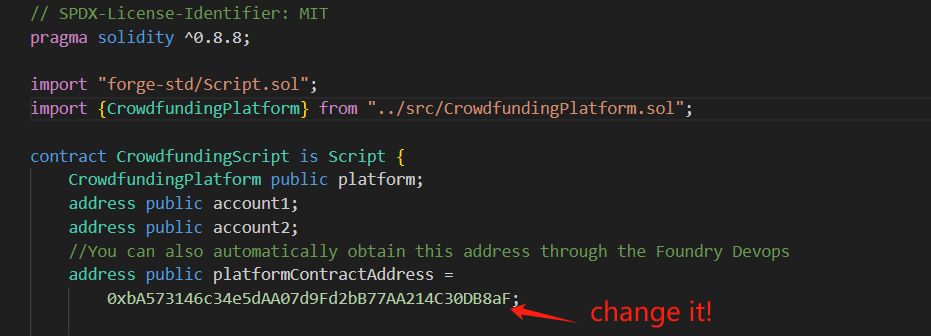 // SPDX-License-Identifier: MIT
pragma solidity ^0.8.8;
import "forge-std/Script.sol";
import {CrowdfundingPlatform} from "../src/CrowdfundingPlatform.sol";
contract CrowdfundingScript is Script {
CrowdfundingPlatform public platform;
address public account1;
address public account2;
//You can also automatically obtain this address through the Foundry Devops
address public platformContractAddress =
0xbA573146c34e5dAA07d9Fd2bB77AA214C30DB8aF;
change it!